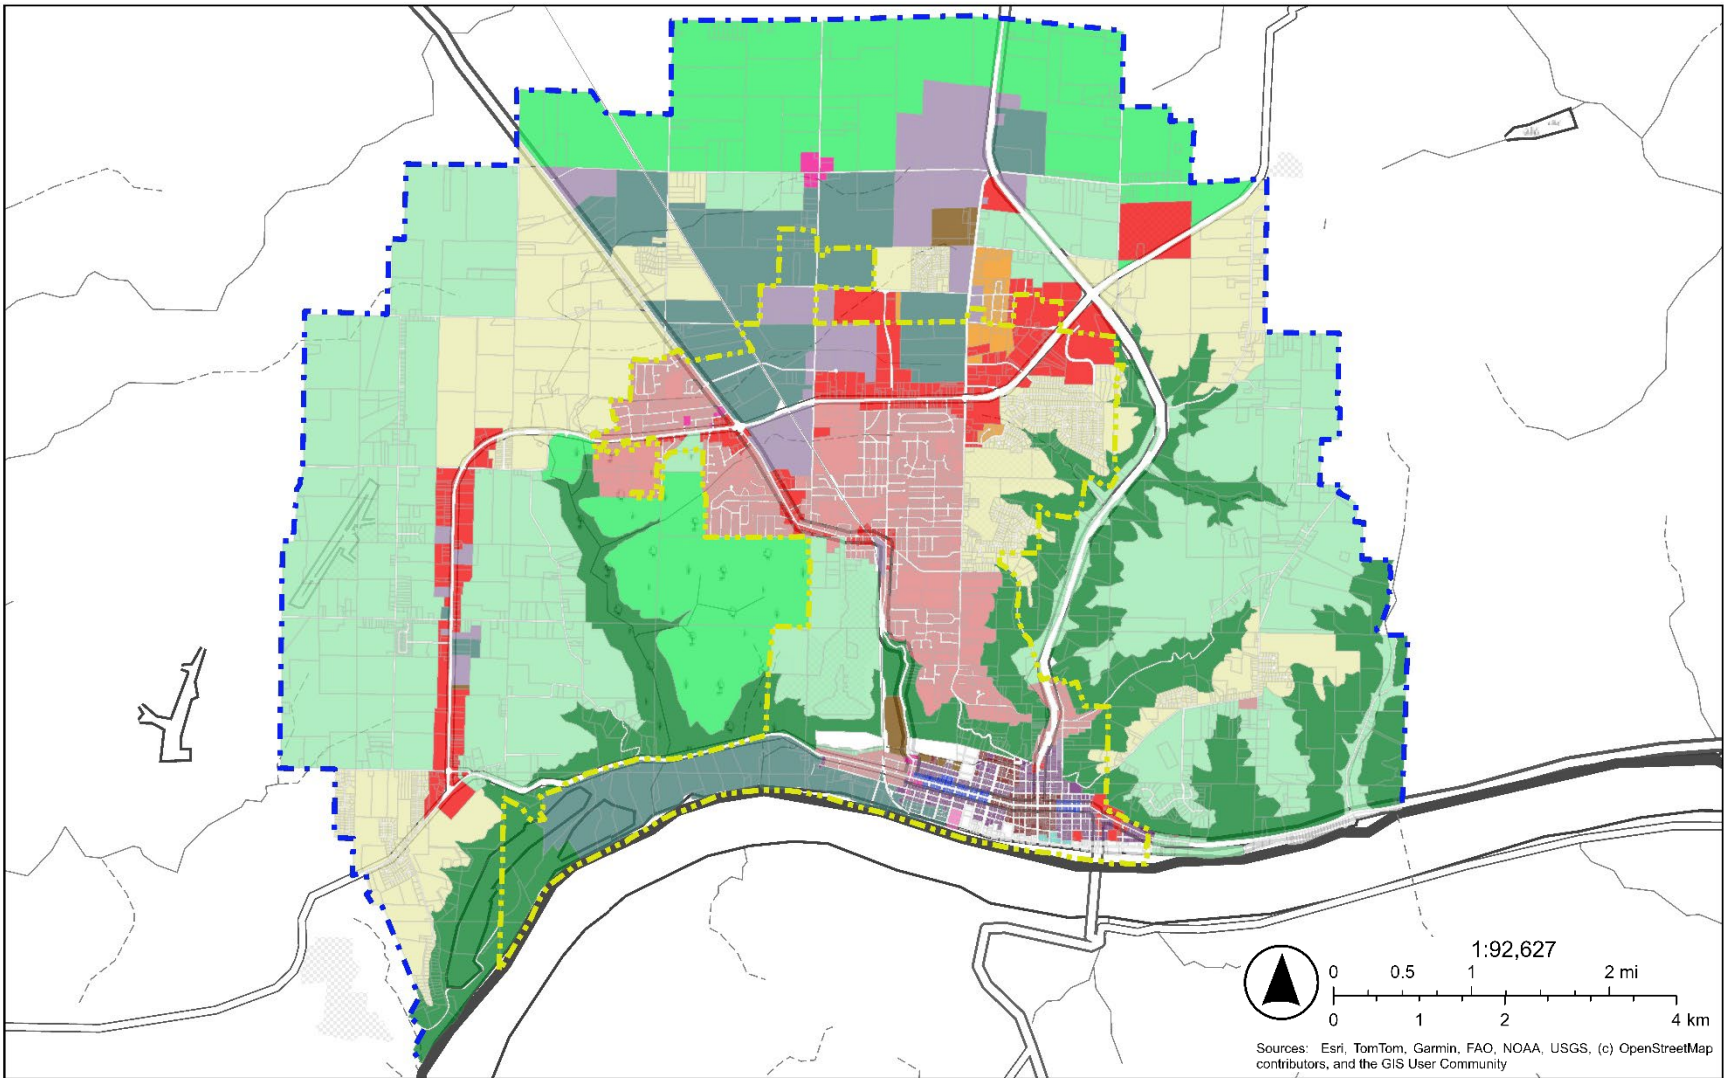 1:92,627
0 0.5 1 2 mi
0 1 2 4 km
Sources: Esri, TomTom, Garmin, FAO, NOAA, USGS, (c) OpenStreetMap
contributors, and the GIS User Community